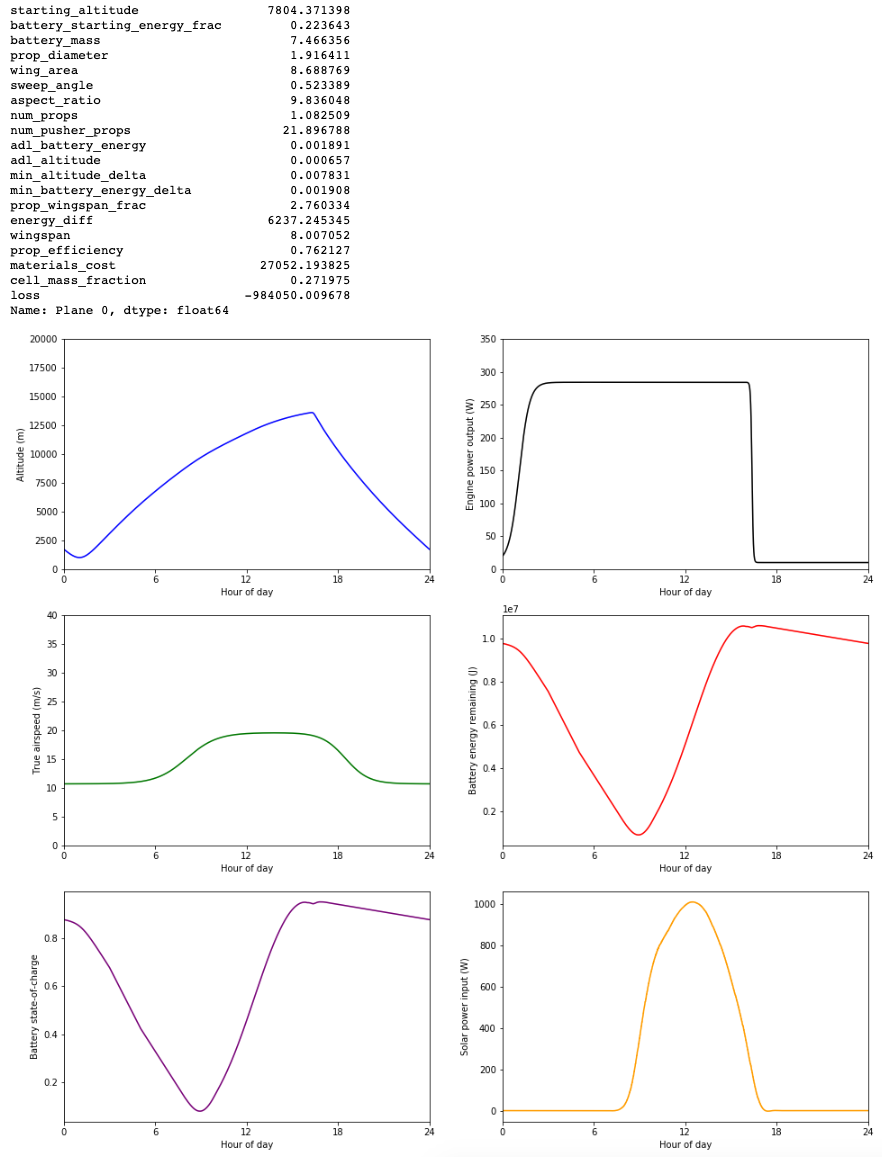 starting_altitude 7804.371398
battery_starting_energy_frac 0.223643
battery_mass 7.466356
prop_diameter 1.916411
wing_area 8.688769
sweep_angle 0.523389
aspect_ratio 9.836048
num_props 1.082509
num_pusher_props 21.896788
adl_battery_energy 0.001891
adl_altitude 0.000657
min_altitude_delta 0.007831
min_battery_energy_delta 0.001908
prop_wingspan_frac 2.760334
energy_diff 6237.245345
wingspan 8.007052
prop_efficiency 0.762127
materials_cost 27052.193825
cell_mass_fraction 0.271975
loss -984050.009678
Name: Plane 0, dtype: float64
Altitude (m)
20000
17500
15000
12500
10000
7500
5000
2500
0
0 6 12 18 24
Hour of day
Engine power output (W)
350
300
250
200
150
100
50
0
0 6 12 18 24
Hour of day
True airspeed (m/s)
40
35
30
25
20
15
10
5
0
0 6 12 18 24
Hour of day
Battery energy remaining (J)
1e7
1.0
0.8
0.6
0.4
0.2
0 6 12 18 24
Hour of day
Battery state-of-charge
0.8
0.6
0.4
0.2
0 6 12 18 24
Hour of day
Solar power input (W)
1000
800
600
400
200
0
0 6 12 18 24
Hour of day